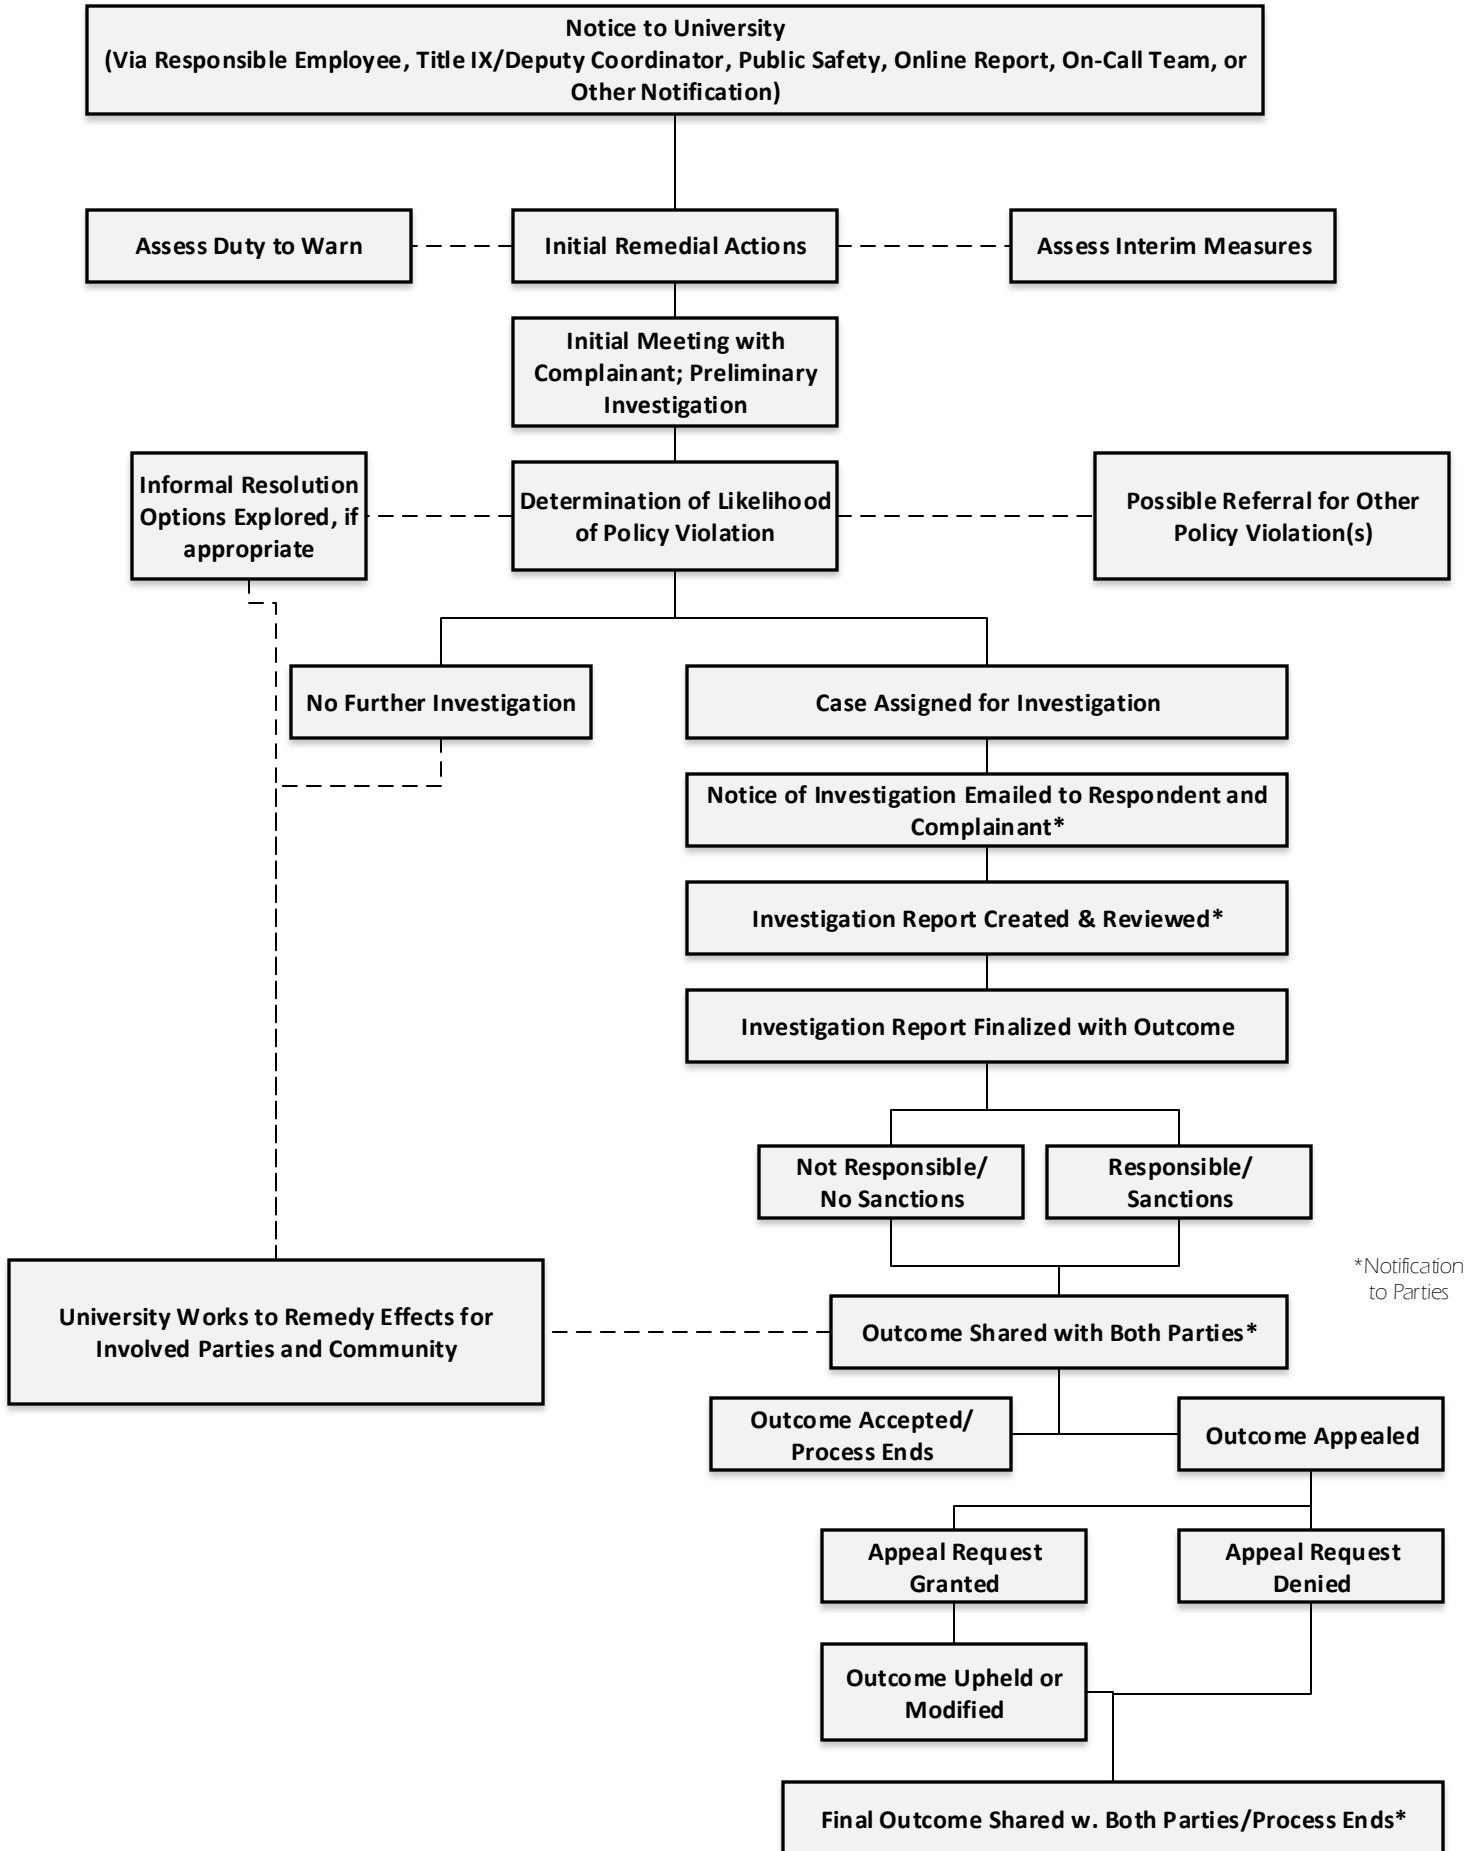 Notice to University
(Via Responsible Employee, Title IX/Deputy Coordinator, Public Safety, Online Report, On-Call Team, or
Other Notification)
Assess Duty to Warn
Initial Remedial Actions
Assess Interim Measures
Initial Meeting with
Complainant; Preliminary
Investigation
Informal Resolution
Options Explored, if
appropriate
Determination of Likelihood
of Policy Violation
Possible Referral for Other
Policy Violation(s)
No Further Investigation
Case Assigned for Investigation
Notice of Investigation Emailed to Respondent and
Complainant*
Investigation Report Created & Reviewed*
Investigation Report Finalized with Outcome
Not Responsible/
No Sanctions
Responsible/
Sanctions
*Notification
to Parties
University Works to Remedy Effects for
Involved Parties and Community
Outcome Shared with Both Parties*
Outcome Accepted/
Process Ends
Outcome Appealed
Appeal Request
Granted
Appeal Request
Denied
Outcome Upheld or
Modified
Final Outcome Shared w. Both Parties/Process Ends*